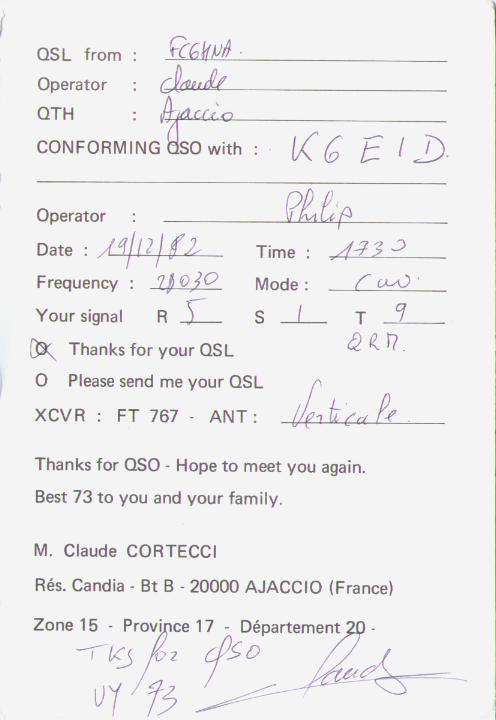 QSL from : FC6HNA.
Operator : Claude
QTH : Ajaccio
CONFORMING QSO with : K6EID.
Operator : Philip
Date : 19/12/82 Time : 1730
Frequency : 21030 Mode : CW.
Your signal R 5 S 1 T 9
O Thanks for your QSL QRM.
O Please send me your QSL
XCVR : FT 767 - ANT : Verticale.
Thanks for QSO - Hope to meet you again.
Best 73 to you and your family.
M. Claude CORTECCI
Rés. Candia - Bt B - 20000 AJACCIO (France)
Zone 15 - Province 17 - Département 20 -
TKS for QSO
VY 73 Claude